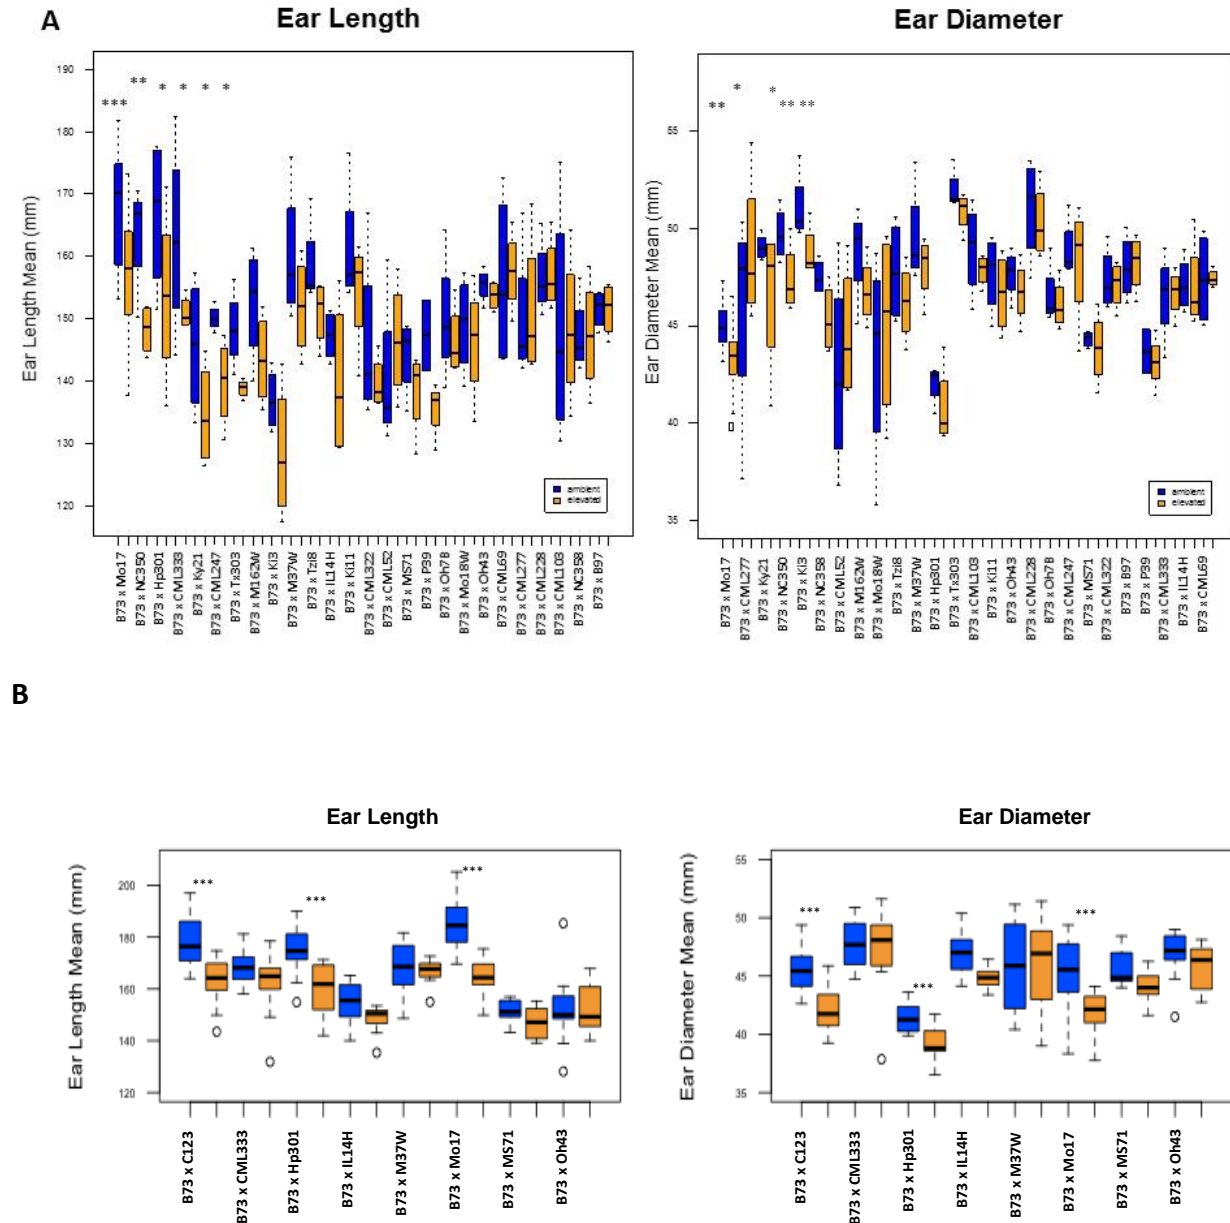 A
Ear Length
Ear Length Mean (mm)
190
180
170
160
150
140
130
120
***
**
*
*
*
*
ambient
elevated
B73 x Mo17
B73 x NC350
B73 x Hp301
B73 x CML333
B73 x Ky21
B73 x CML247
B73 x Tx303
B73 x M162W
B73 x Ki3
B73 x M37W
B73 x Tzi8
B73 x IL14H
B73 x Ki11
B73 x CML322
B73 x CML52
B73 x MS71
B73 x P39
B73 x Oh7B
B73 x Mo18W
B73 x Oh43
B73 x CML69
B73 x CML277
B73 x CML228
B73 x CML103
B73 x NC358
B73 x B97
Ear Diameter
Ear Diameter Mean (mm)
55
50
45
40
35
**
*
*
**
**
ambient
elevated
B73 x Mo17
B73 x CML277
B73 x Ky21
B73 x NC350
B73 x Ki3
B73 x NC358
B73 x CML52
B73 x M162W
B73 x Mo18W
B73 x Tzi8
B73 x M37W
B73 x Hp301
B73 x Tx303
B73 x CML103
B73 x Ki11
B73 x Oh43
B73 x CML228
B73 x Oh7B
B73 x CML247
B73 x MS71
B73 x CML322
B73 x B97
B73 x P39
B73 x CML333
B73 x IL14H
B73 x CML69
B
Ear Length
Ear Length Mean (mm)
200
180
160
140
120
***
***
***
B73 x C123
B73 x CML333
B73 x Hp301
B73 x IL14H
B73 x M37W
B73 x Mo17
B73 x MS71
B73 x Oh43
Ear Diameter
Ear Diameter Mean (mm)
55
50
45
40
35
***
***
***
B73 x C123
B73 x CML333
B73 x Hp301
B73 x IL14H
B73 x M37W
B73 x Mo17
B73 x MS71
B73 x Oh43